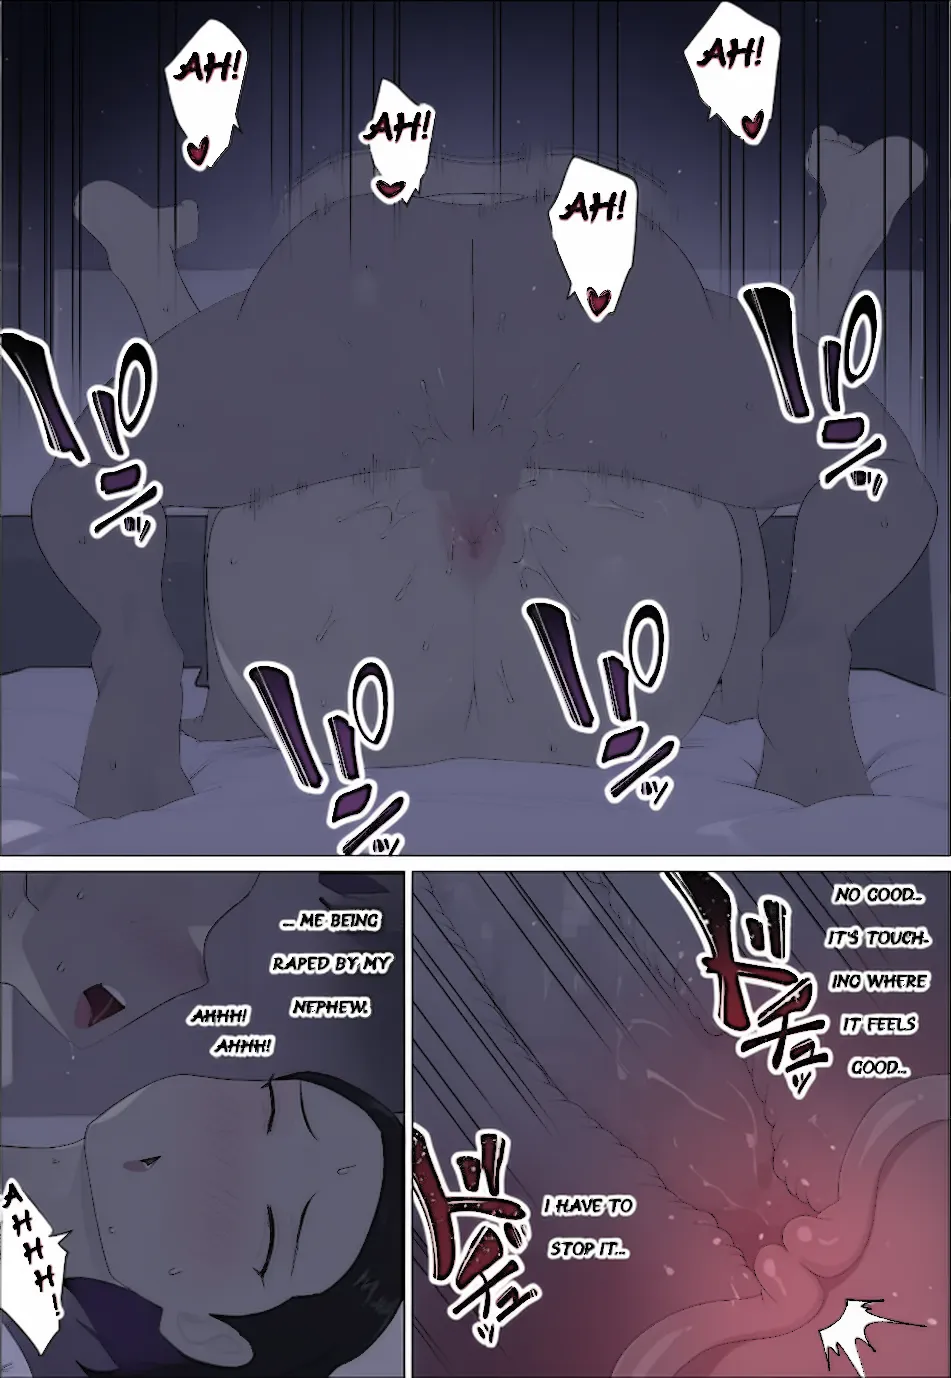 AH!
AH!
AH!
AH!
パンッ
パンッ
パンッ
パンッ
... ME BEING
RAPED BY MY
NEPHEW.
AHHH!
AHHH!
AHHH!
NO GOOD...
IT'S TOUCH-
ING WHERE
IT FEELS
GOOD...
ドチュッ
I HAVE TO
STOP IT...
ドチュッ